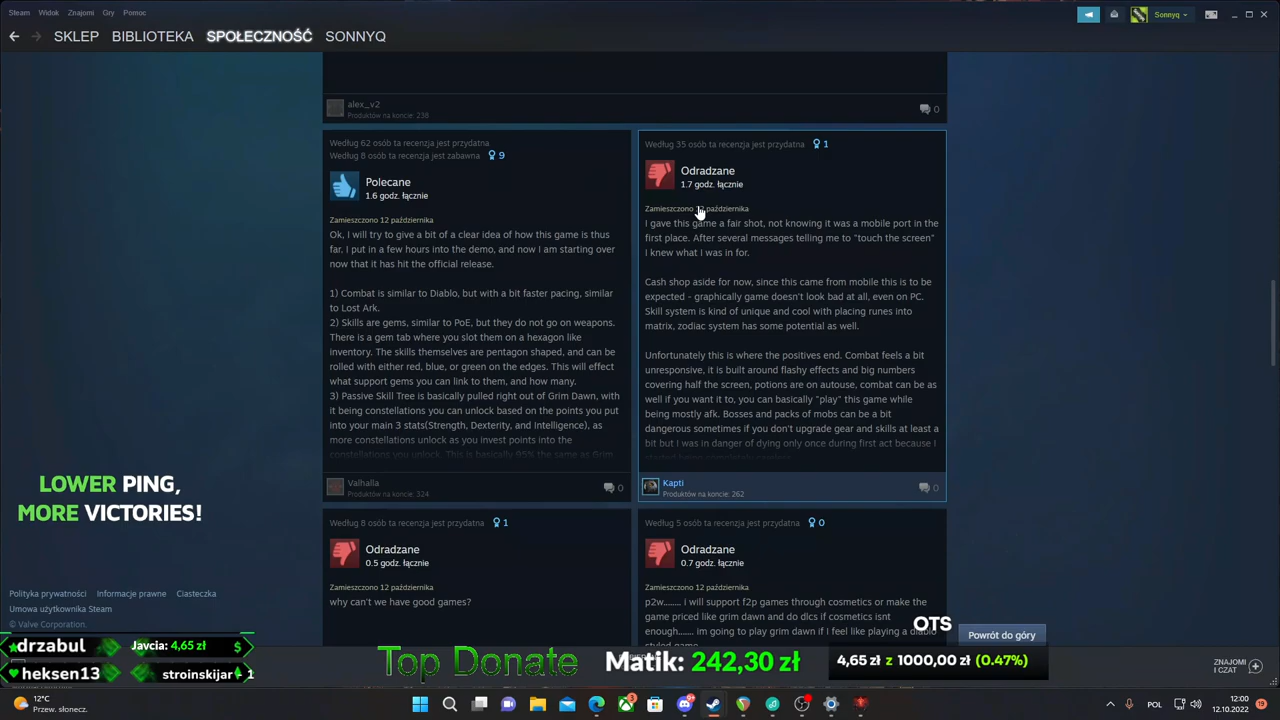 Steam Widok Znajomi Gry Pomoc
Sonnyq
SKLEP BIBLIOTEKA SPOŁECZNOŚĆ SONNYQ
alex_v2
Produktów na koncie: 238
0
Według 62 osób ta recenzja jest przydatna
Według 8 osób ta recenzja jest zabawna
9
Polecane
1.6 godz. łącznie
Zamieszczono 12 października
Ok, I will try to give a bit of a clear idea of how this game is thus
far. I put in a few hours into the demo, and now I am starting over
now that it has hit the official release.
1) Combat is similar to Diablo, but with a bit faster pacing, similar
to Lost Ark.
2) Skills are gems, similar to PoE, but they do not go on weapons.
There is a gem tab where you slot them on a hexagon like
inventory. The skills themselves are pentagon shaped, and can be
rolled with either red, blue, or green on the edges. This will effect
what support gems you can link to them, and how many.
3) Passive Skill Tree is basically pulled right out of Grim Dawn, with
it being constellations you can unlock based on the points you put
into your main 3 stats(Strength, Dexterity, and Intelligence), as
more constellations unlock as you invest points into the
constellations you unlock. This is basically 95% the same as Grim
Valhalla
Produktów na koncie: 324
0
Według 35 osób ta recenzja jest przydatna
1
Odradzane
1.7 godz. łącznie
Zamieszczono 12 października
I gave this game a fair shot, not knowing it was a mobile port in the
first place. After several messages telling me to "touch the screen"
I knew what I was in for.
Cash shop aside for now, since this came from mobile this is to be
expected - graphically game doesn't look bad at all, even on PC.
Skill system is kind of unique and cool with placing runes into
matrix, zodiac system has some potential as well.
Unfortunately this is where the positives end. Combat feels a bit
unresponsive, it is built around flashy effects and big numbers
covering half the screen, potions are on autouse, combat can be as
well if you want it to, you can basically "play" this game while
being mostly afk. Bosses and packs of mobs can be a bit
dangerous sometimes if you don't upgrade gear and skills at least a
bit but I was in danger of dying only once during first act because I
Kapti
Produktów na koncie: 262
0
Według 8 osób ta recenzja jest przydatna
1
Odradzane
0.5 godz. łącznie
Zamieszczono 12 października
why can't we have good games?
Według 5 osób ta recenzja jest przydatna
0
Odradzane
0.7 godz. łącznie
Zamieszczono 12 października
p2w........ i will support f2p games through cosmetics or make the
game priced like grim dawn and do dlcs if cosmetics isnt
enough....... im going to play grim dawn if i feel like playing a diablo
styled game
LOWER PING,
MORE VICTORIES!
Polityka prywatności Informacje prawne Ciasteczka
Umowa użytkownika Steam
© Valve Corporation.
OTS
Powrót do góry
drzabul Javcia: 4,65 zł $
heksen13 stroinskijar 1
Top Donate Matik: 242,30 zł
4,65 zł z 1000,00 zł (0.47%)
ZNAJOMI
I CZAT
12°C
Przew. słonecz.
3
9+
POL
12:00
12.10.2022